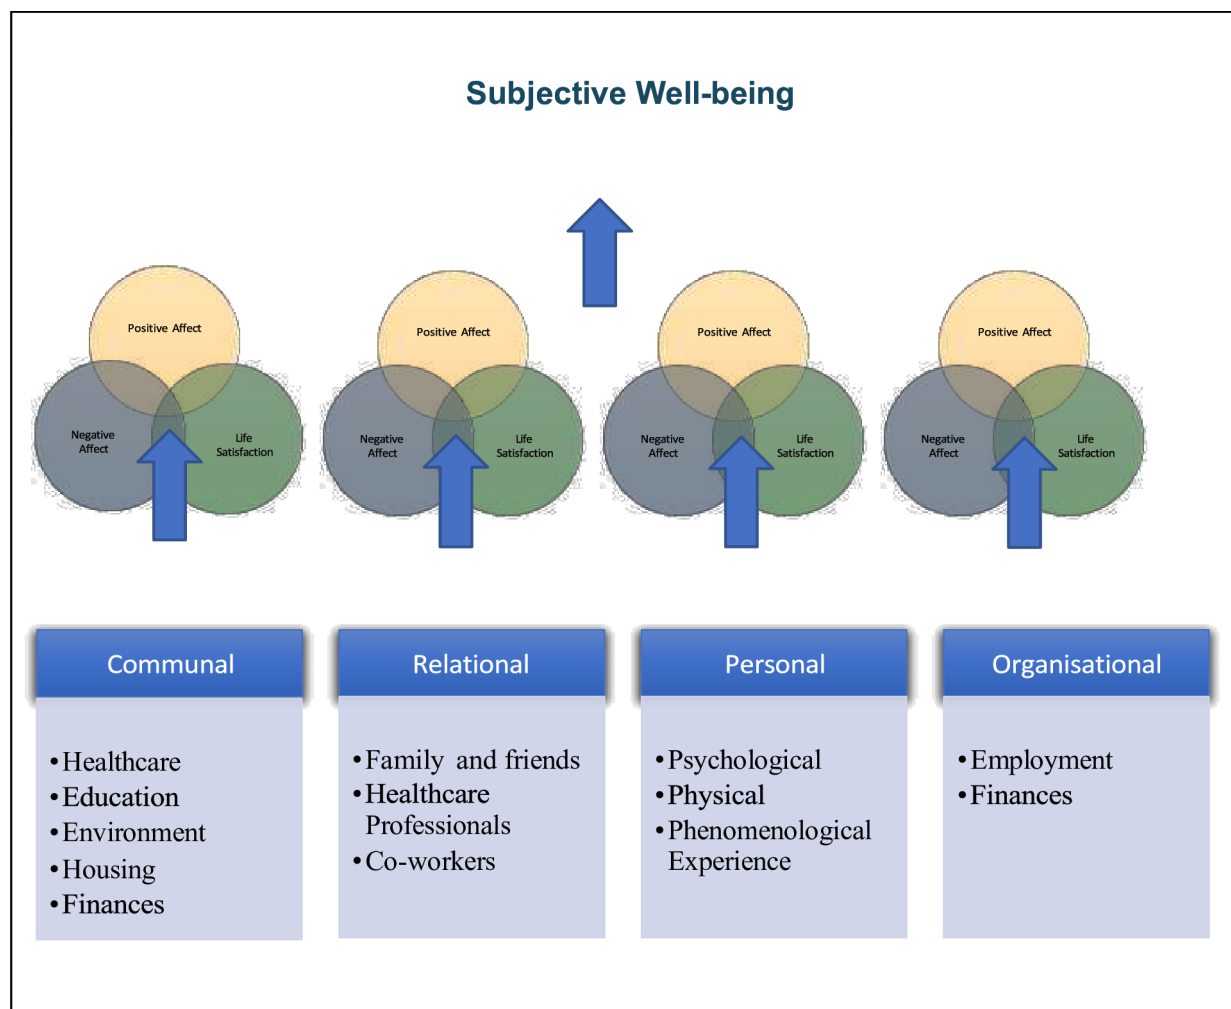 Subjective Well-being
Positive Affect
Negative
Affect
Life
Satisfaction
Positive Affect
Negative
Affect
Life
Satisfaction
Positive Affect
Negative
Affect
Life
Satisfaction
Positive Affect
Negative
Affect
Life
Satisfaction
Communal
•Healthcare
•Education
•Environment
•Housing
•Finances
Relational
•Family and friends
•Healthcare
Professionals
•Co-workers
Personal
•Psychological
•Physical
•Phenomenological
Experience
Organisational
•Employment
•Finances